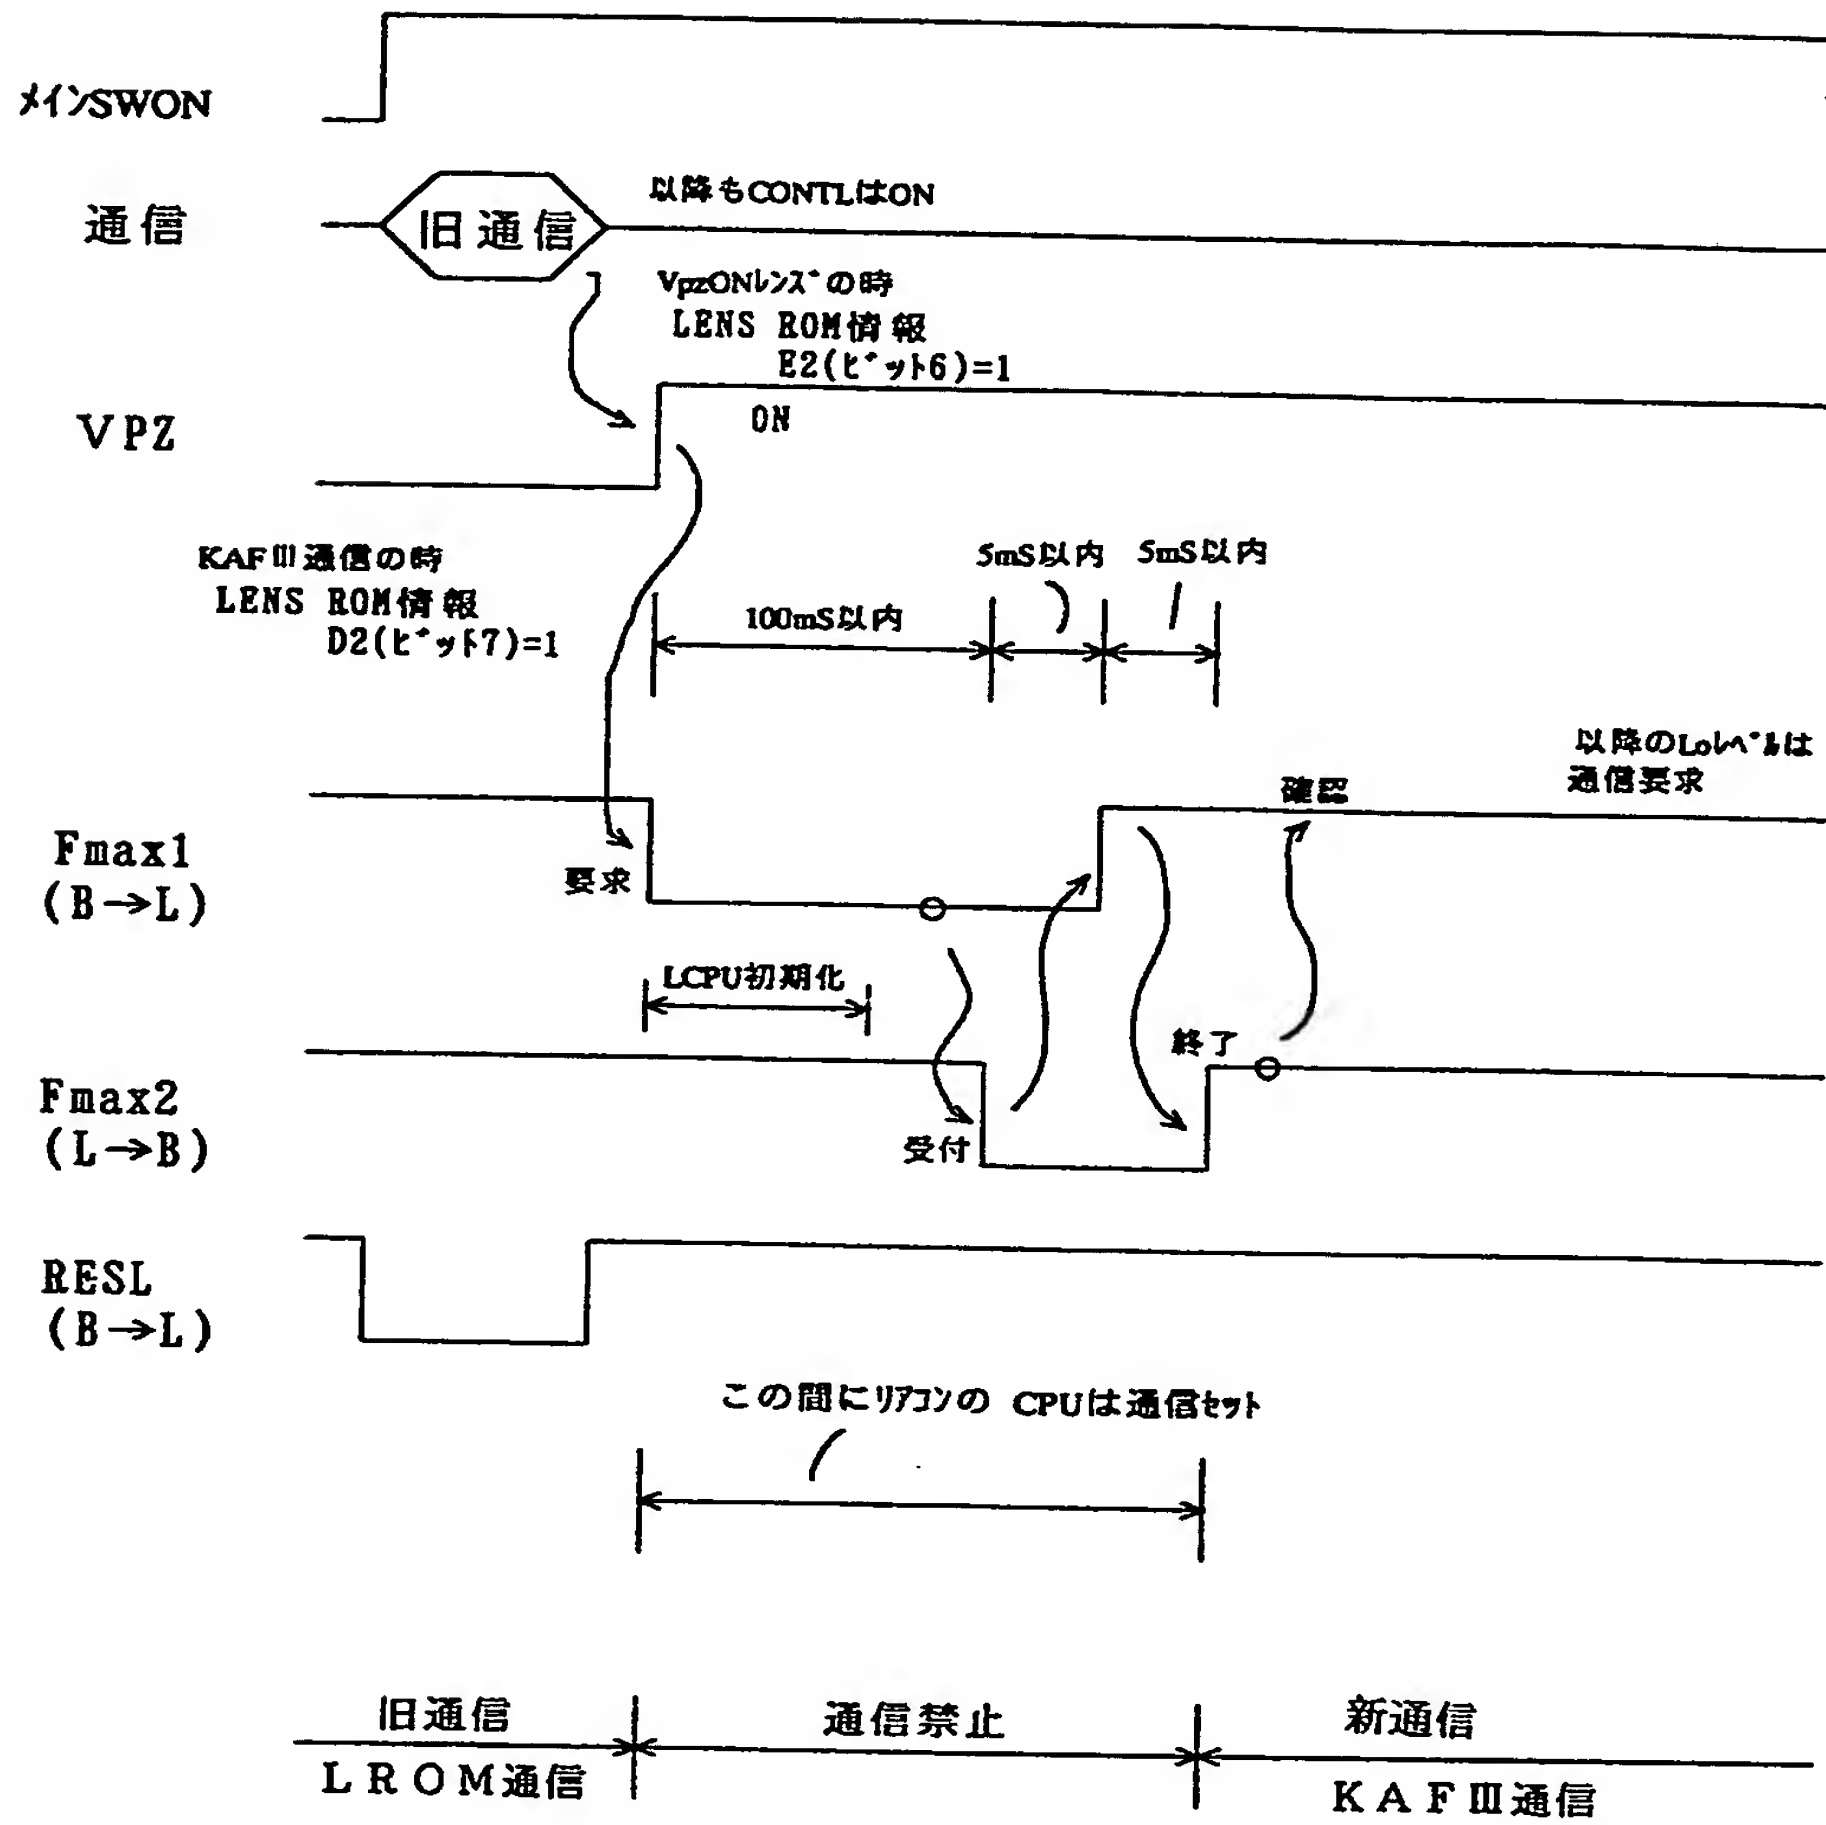 メインSWON
通信
旧通信
以降もCONTLはON
VpzONレンズの時
LENS ROM情報
E2(ビット6)=1
VPZ
ON
KAFⅢ通信の時
LENS ROM情報
D2(ビット7)=1
100mS以内
5mS以内
5mS以内
以降のLoレベルは
通信要求
確認
Fmax1
(B→L)
要求
LCPU初期化
終了
Fmax2
(L→B)
受付
RESL
(B→L)
この間にリアコンの CPUは通信セット
旧通信
通信禁止
新通信
LROM通信
KAFⅢ通信